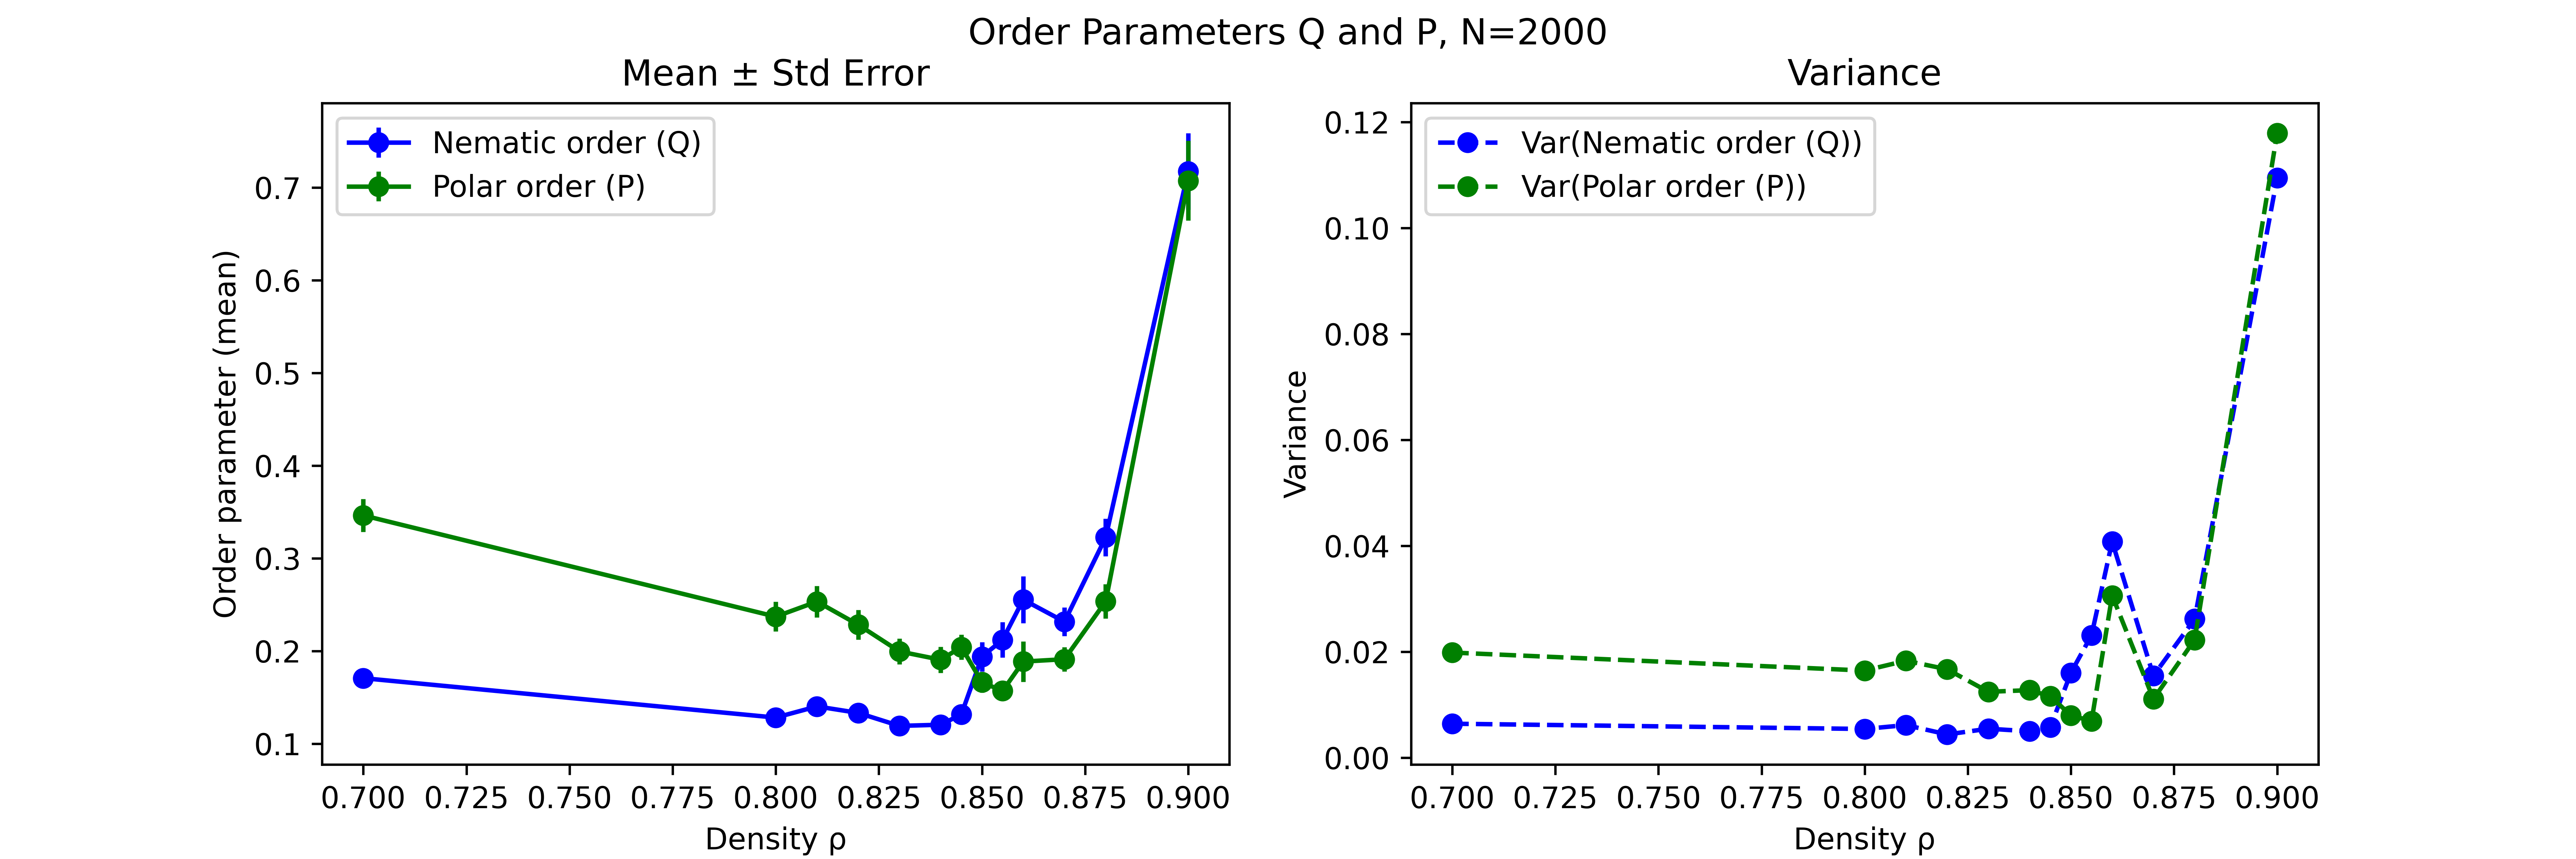 Order Parameters Q and P, N=2000
Mean ± Std Error
Nematic order (Q)
Polar order (P)
Order parameter (mean)
0.7
0.6
0.5
0.4
0.3
0.2
0.1
0.700 0.725 0.750 0.775 0.800 0.825 0.850 0.875 0.900
Density ρ
Variance
Var(Nematic order (Q))
Var(Polar order (P))
Variance
0.12
0.10
0.08
0.06
0.04
0.02
0.00
0.700 0.725 0.750 0.775 0.800 0.825 0.850 0.875 0.900
Density ρ